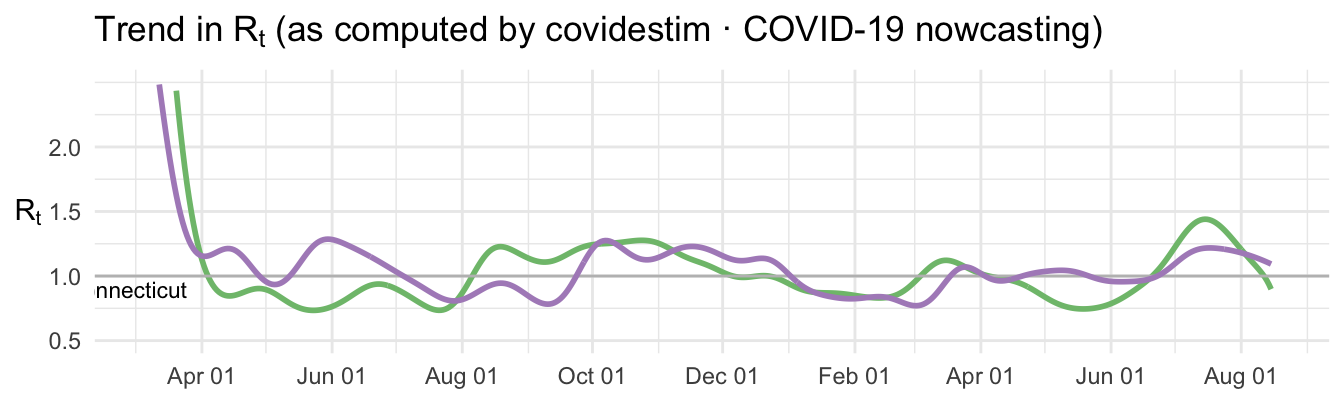 Trend in Rt (as computed by covidestim · COVID-19 nowcasting)
2.0
Rt 1.5
1.0
nnecticut
0.5
Apr 01 Jun 01 Aug 01 Oct 01 Dec 01 Feb 01 Apr 01 Jun 01 Aug 01